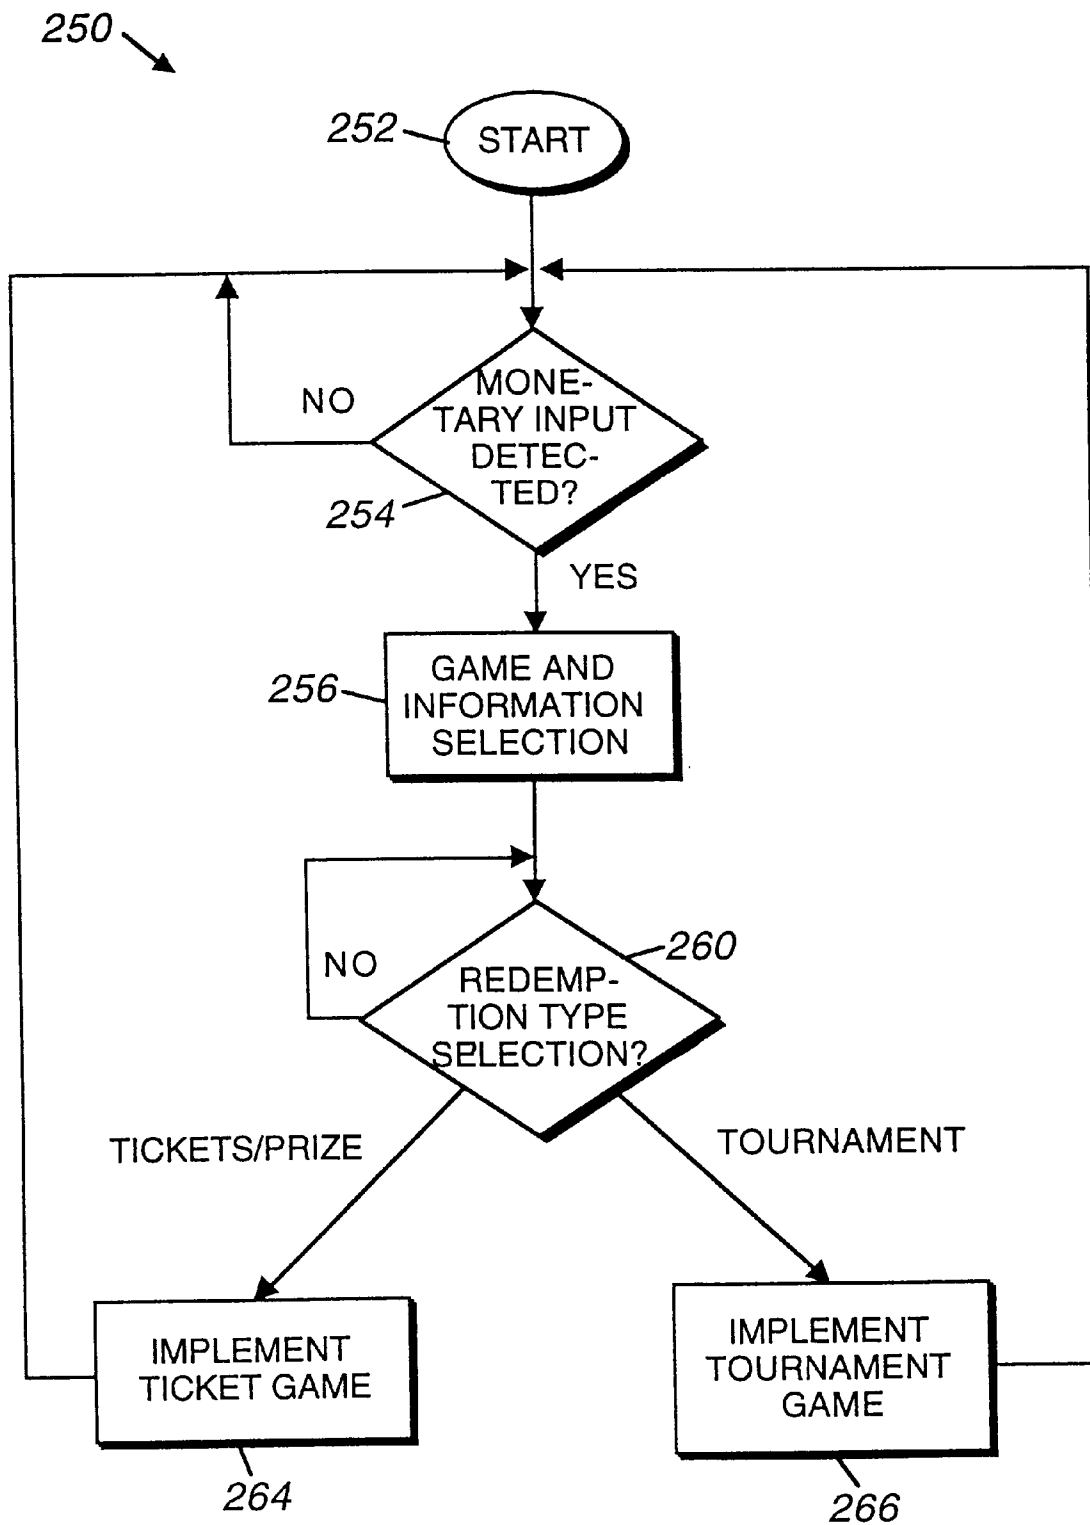 250
252
START
NO
MONE-
TARY INPUT
DETEC-
TED?
254
YES
256
GAME AND
INFORMATION
SELECTION
NO
260
REDEMP-
TION TYPE
SELECTION?
TICKETS/PRIZE
TOURNAMENT
IMPLEMENT
TICKET GAME
IMPLEMENT
TOURNAMENT
GAME
264
266